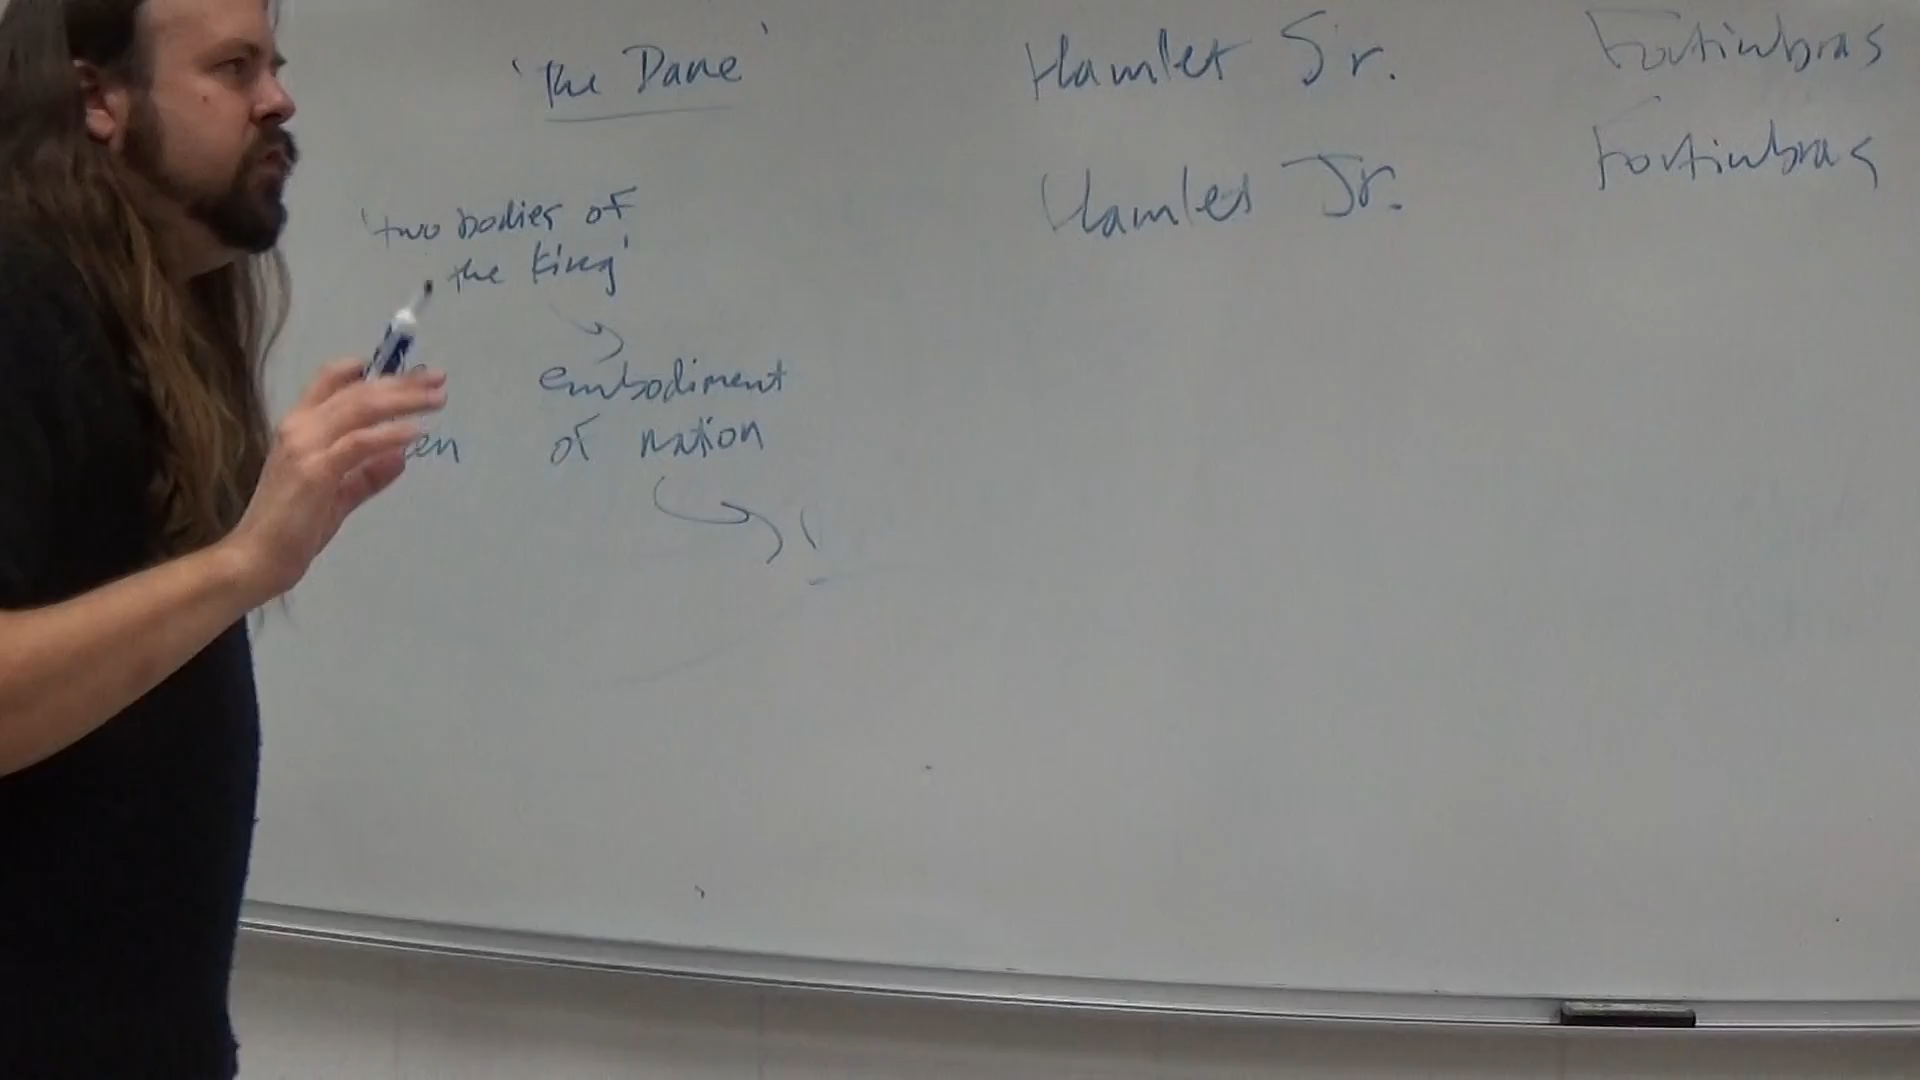 'The Dane'
'two bodies of
the King'
embodiment
of nation
Hamlet Sr.
Hamlet Jr.
Fortinbras
Fortinbras